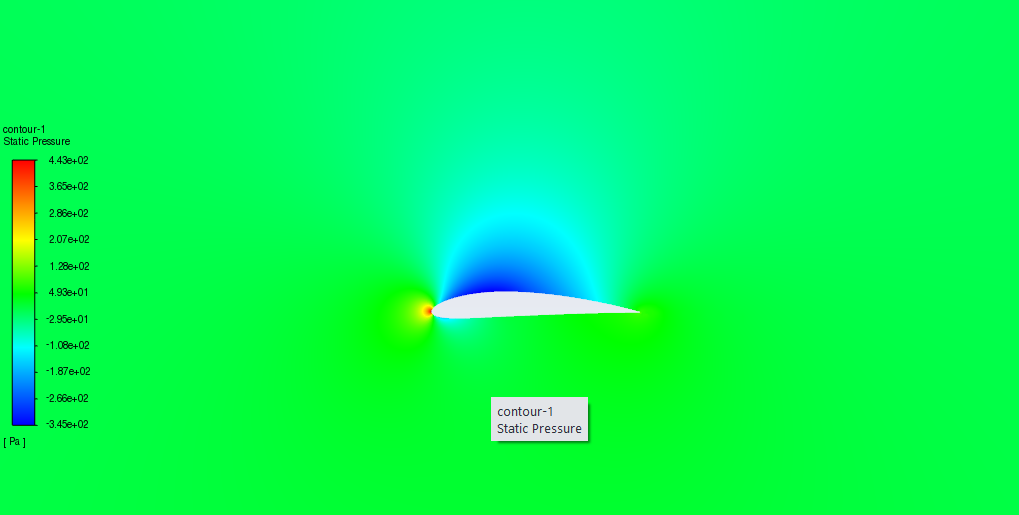 contour-1
Static Pressure
4.43e+02
3.65e+02
2.86e+02
2.07e+02
1.28e+02
4.93e+01
-2.95e+01
-1.08e+02
-1.87e+02
-2.66e+02
-3.45e+02
[ Pa ]
contour-1
Static Pressure